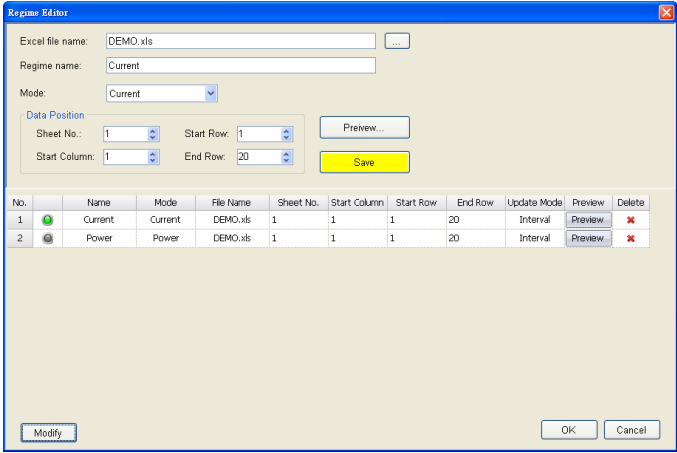 Regime Editor
Excel file name: DEMO.xls ...
Regime name: Current
Mode: Current
Data Position
Sheet No.: 1 Start Row: 1 Preivew...
Start Column: 1 End Row: 20 Save
No. Name Mode File Name Sheet No. Start Column Start Row End Row Update Mode Preview Delete
1 Current Current DEMO.xls 1 1 1 20 Interval Preview
2 Power Power DEMO.xls 1 1 1 20 Interval Preview
Modify OK Cancel